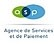 asp
Agence de Services
et de Paiement